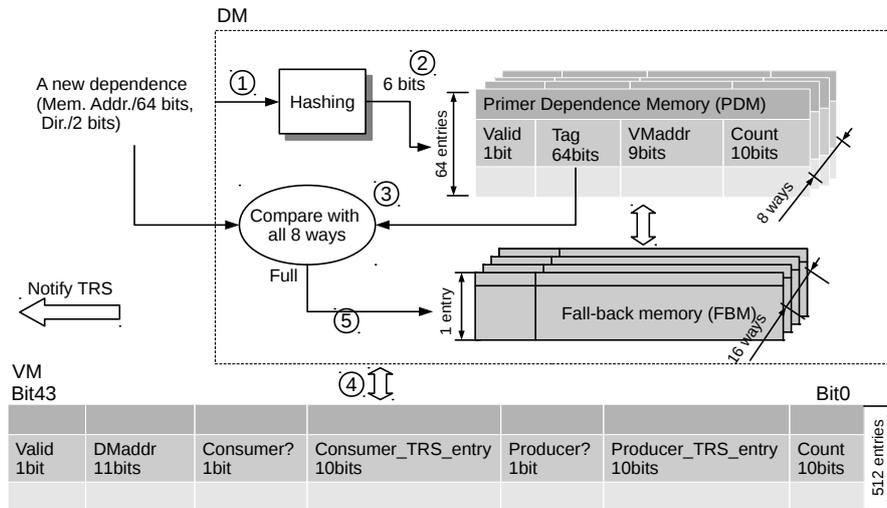 DM
A new dependence
(Mem. Addr./64 bits,
Dir./2 bits)
1
Hashing
2
6 bits
64 entries
Primer Dependence Memory (PDM)
Valid
1bit
Tag
64bits
VMaddr
9bits
Count
10bits
8 ways
3
Compare with
all 8 ways
Full
5
1 entry
Fall-back memory (FBM)
16 ways
Notify TRS
4
VM
Bit43
Bit0
Valid
1bit
DMaddr
11bits
Consumer?
1bit
Consumer_TRS_entry
10bits
Producer?
1bit
Producer_TRS_entry
10bits
Count
10bits
512 entries